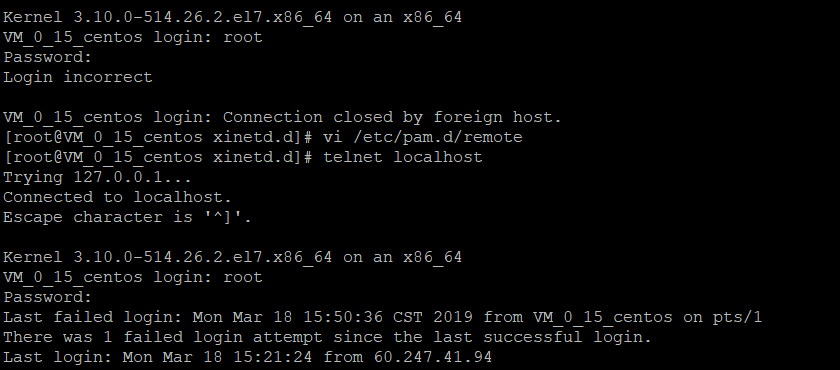 Kernel 3.10.0-514.26.2.el7.x86_64 on an x86_64
VM_0_15_centos login: root
Password:
Login incorrect
VM_0_15_centos login: Connection closed by foreign host.
[root@VM_0_15_centos xinetd.d]# vi /etc/pam.d/remote
[root@VM_0_15_centos xinetd.d]# telnet localhost
Trying 127.0.0.1...
Connected to localhost.
Escape character is '^]'.
Kernel 3.10.0-514.26.2.el7.x86_64 on an x86_64
VM_0_15_centos login: root
Password:
Last failed login: Mon Mar 18 15:50:36 CST 2019 from VM_0_15_centos on pts/1
There was 1 failed login attempt since the last successful login.
Last login: Mon Mar 18 15:21:24 from 60.247.41.94